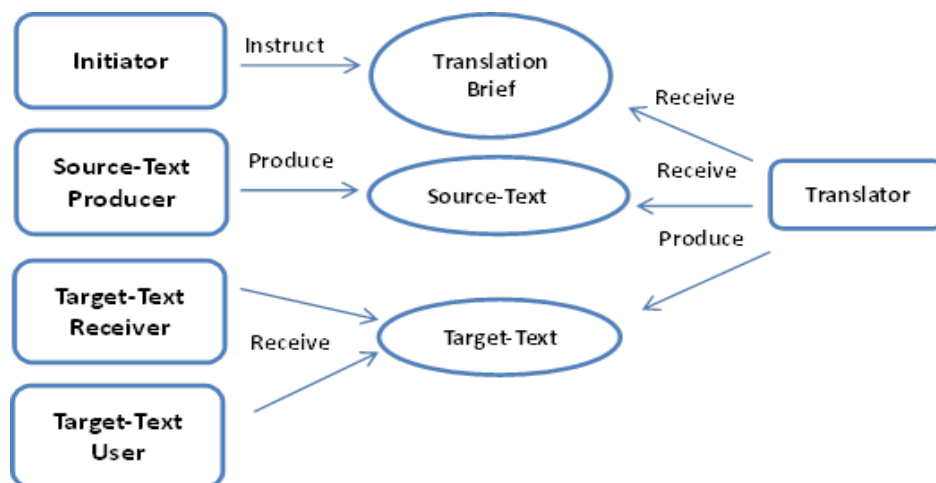 Initiator
Instruct
Translation
Brief
Receive
Source-Text
Producer
Produce
Source-Text
Receive
Translator
Produce
Target-Text
Receiver
Receive
Target-Text
Target-Text
User